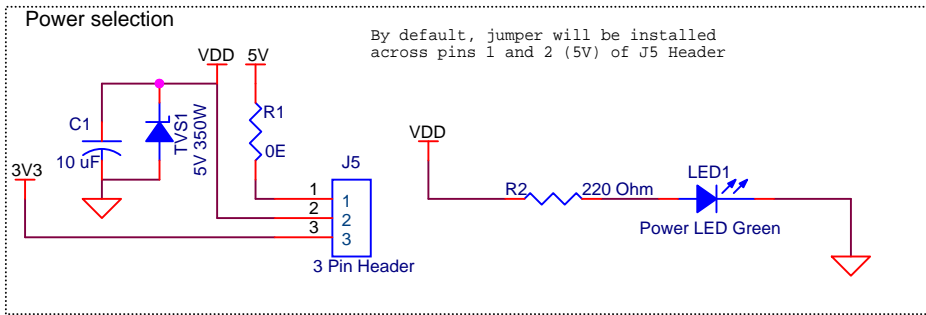 Power selection
By default, jumper will be installed
across pins 1 and 2 (5V) of J5 Header
VDD
5V
C1
10 uF
TVS1
5V 350W
R1
0E
3V3
J5
1
2
3
1
2
3
3 Pin Header
VDD
R2
220 Ohm
LED1
Power LED Green